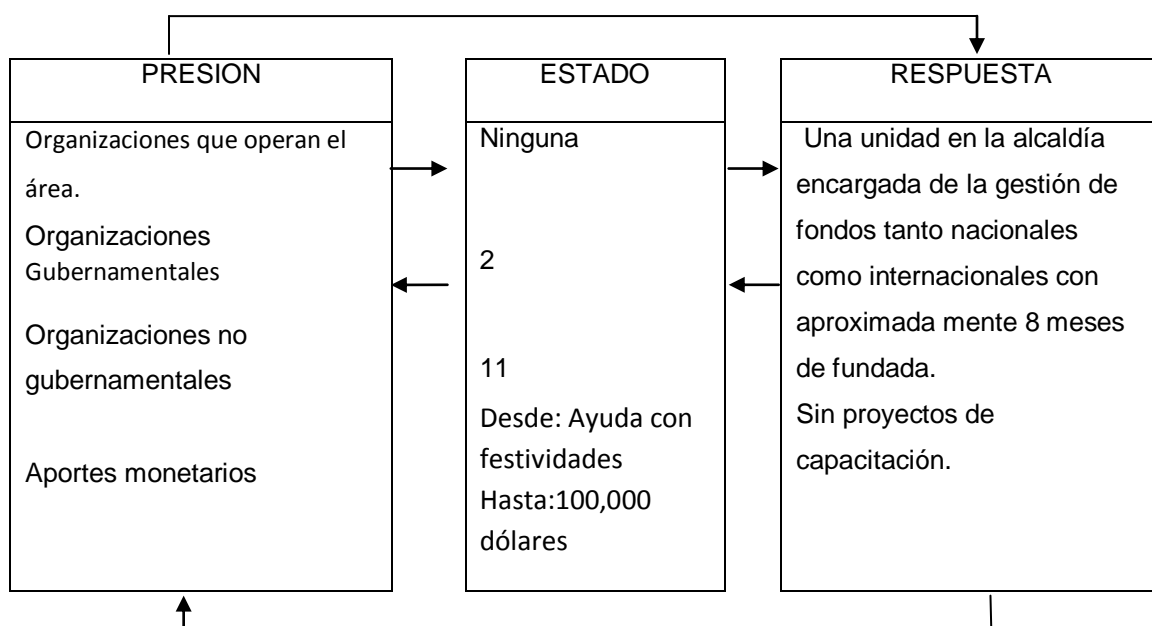 PRESION
Organizaciones que operan el
área.
Organizaciones
Gubernamentales
Organizaciones no
gubernamentales
Aportes monetarios
ESTADO
Ninguna
2
11
Desde: Ayuda con
festividades
Hasta:100,000
dólares
RESPUESTA
Una unidad en la alcaldía
encargada de la gestión de
fondos tanto nacionales
como internacionales con
aproximada mente 8 meses
de fundada.
Sin proyectos de
capacitación.